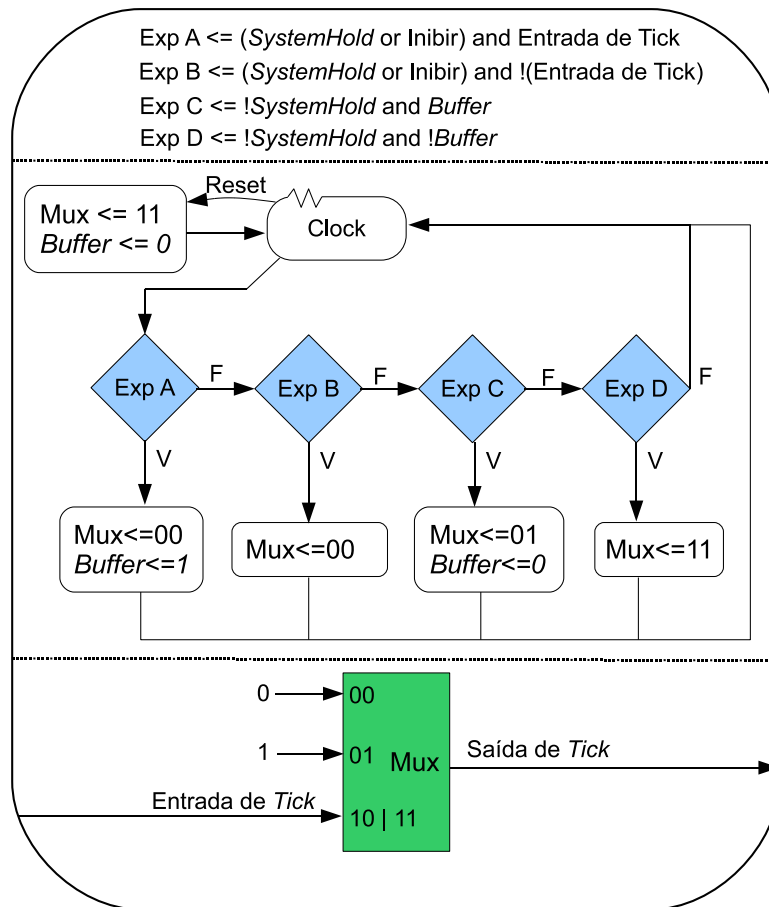 Exp A <= (SystemHold or Inibir) and Entrada de Tick
Exp B <= (SystemHold or Inibir) and !(Entrada de Tick)
Exp C <= !SystemHold and Buffer
Exp D <= !SystemHold and !Buffer
Reset
Mux <= 11
Buffer <= 0
Clock
Exp A
F
Exp B
F
Exp C
F
Exp D
F
V
V
V
V
Mux<=00
Buffer<=1
Mux<=00
Mux<=01
Buffer<=0
Mux<=11
0
00
1
01
Mux
Saída de Tick
Entrada de Tick
10 | 11